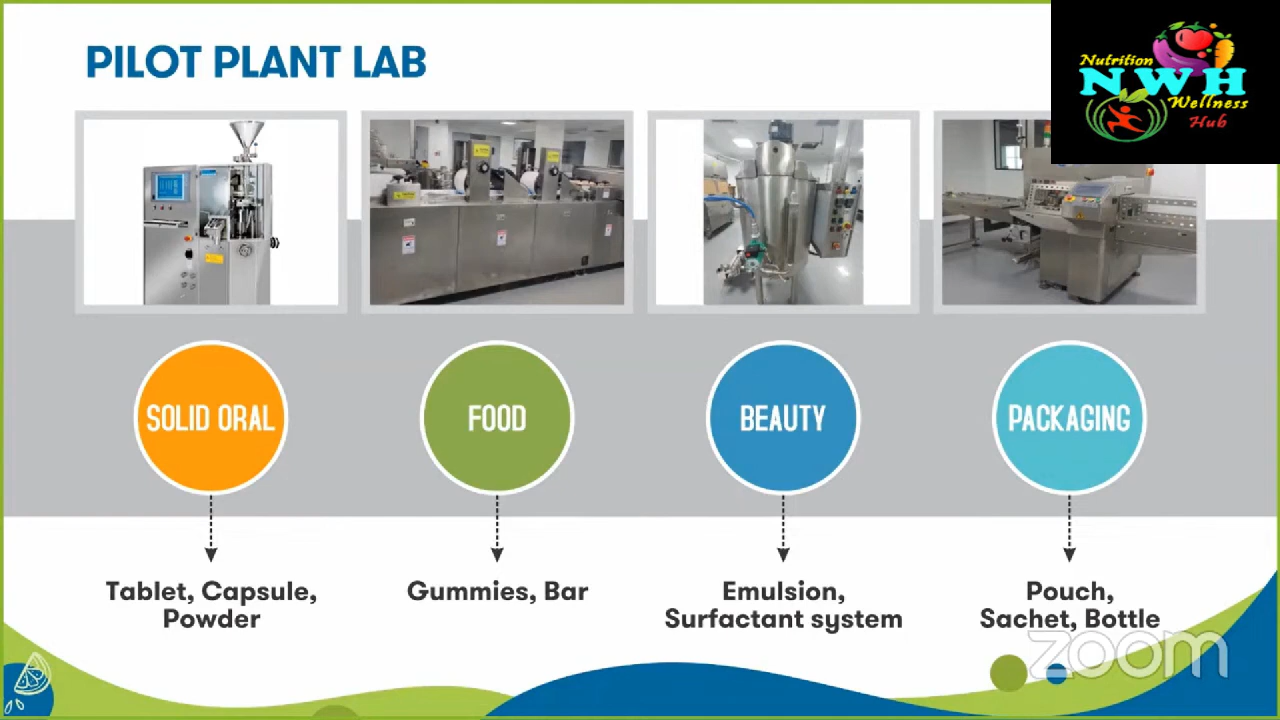 PILOT PLANT LAB
Nutrition
NWH
Wellness
Hub
SOLID ORAL
FOOD
BEAUTY
PACKAGING
Tablet, Capsule,
Powder
Gummies, Bar
Emulsion,
Surfactant system
Pouch,
Sachet, Bottle
zoom